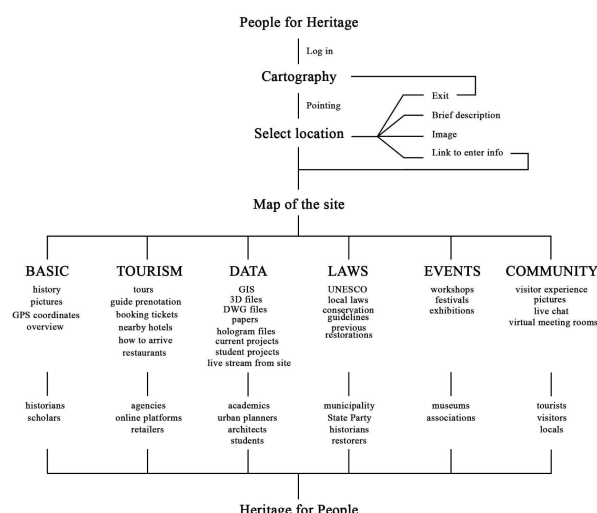 People for Heritage
Log in
Cartography
Exit
Pointing
Brief description
Select location
Image
Link to enter info
Map of the site
BASIC
history
pictures
GPS coordinates
overview
historians
scholars
TOURISM
tours
guide prenotation
booking tickets
nearby hotels
how to arrive
restaurants
agencies
online platforms
retailers
DATA
GIS
3D files
DWG files
papers
hologram files
current projects
student projects
live stream from site
academics
urban planners
architects
students
LAWS
UNESCO
local laws
conservation
guidelines
previous
restorations
municipality
State Party
historians
restorers
EVENTS
workshops
festivals
exhibitions
museums
associations
COMMUNITY
visitor experience
pictures
live chat
virtual meeting rooms
tourists
visitors
locals
Heritage for People